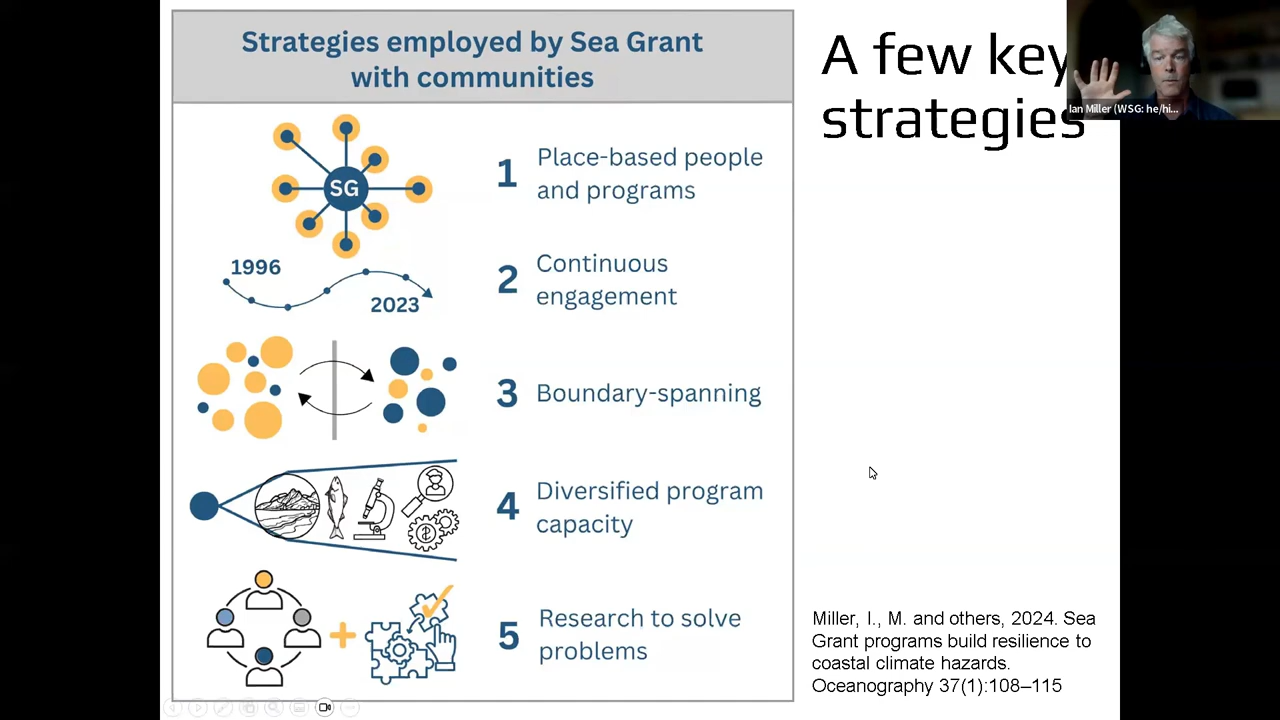 Strategies employed by Sea Grant
with communities
SG
1
Place-based people
and programs
1996
2023
2
Continuous
engagement
3
Boundary-spanning
4
Diversified program
capacity
5
Research to solve
problems
A few key
strategies
Ian Miller (WSG: he/hi...
Miller, I., M. and others, 2024. Sea
Grant programs build resilience to
coastal climate hazards.
Oceanography 37(1):108–115